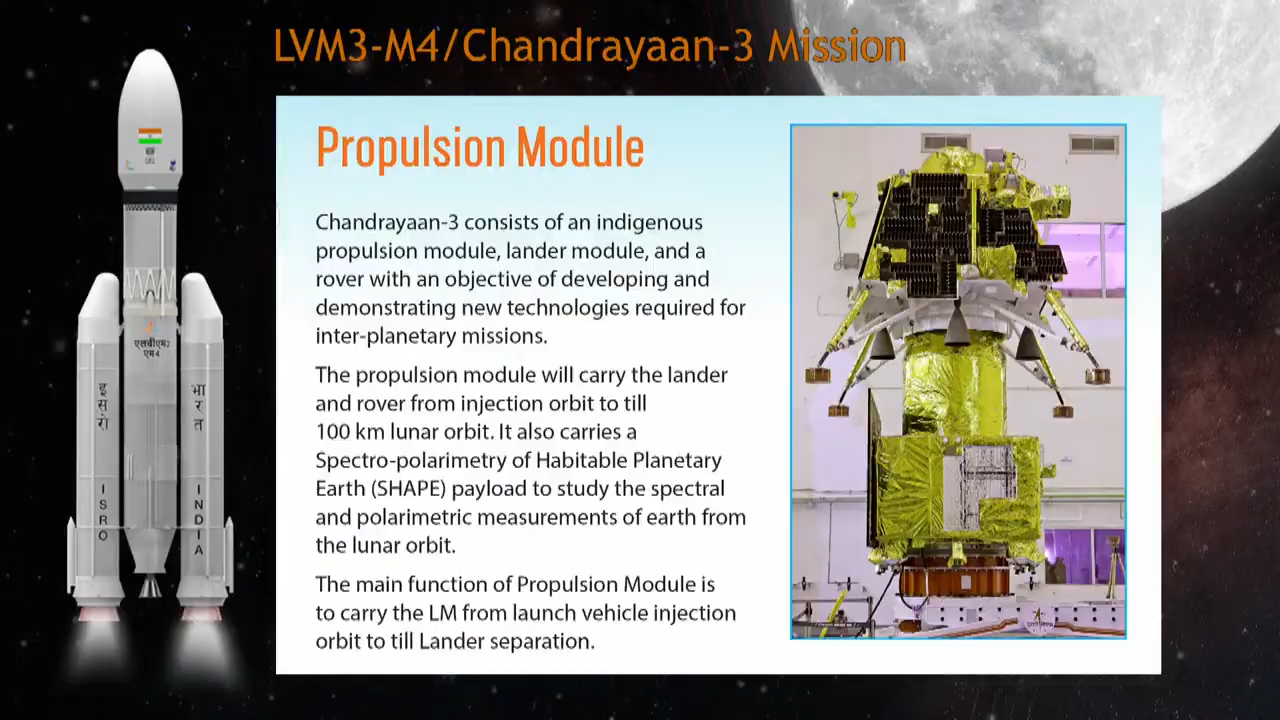 LVM3-M4/Chandrayaan-3 Mission
Propulsion Module
Chandrayaan-3 consists of an indigenous
propulsion module, lander module, and a
rover with an objective of developing and
demonstrating new technologies required for
inter-planetary missions.
The propulsion module will carry the lander
and rover from injection orbit to till
100 km lunar orbit. It also carries a
Spectro-polarimetry of Habitable Planetary
Earth (SHAPE) payload to study the spectral
and polarimetric measurements of earth from
the lunar orbit.
The main function of Propulsion Module is
to carry the LM from launch vehicle injection
orbit to till Lander separation.
एलवीएम3
एम4
इसरो
भारत
ISRO
INDIA